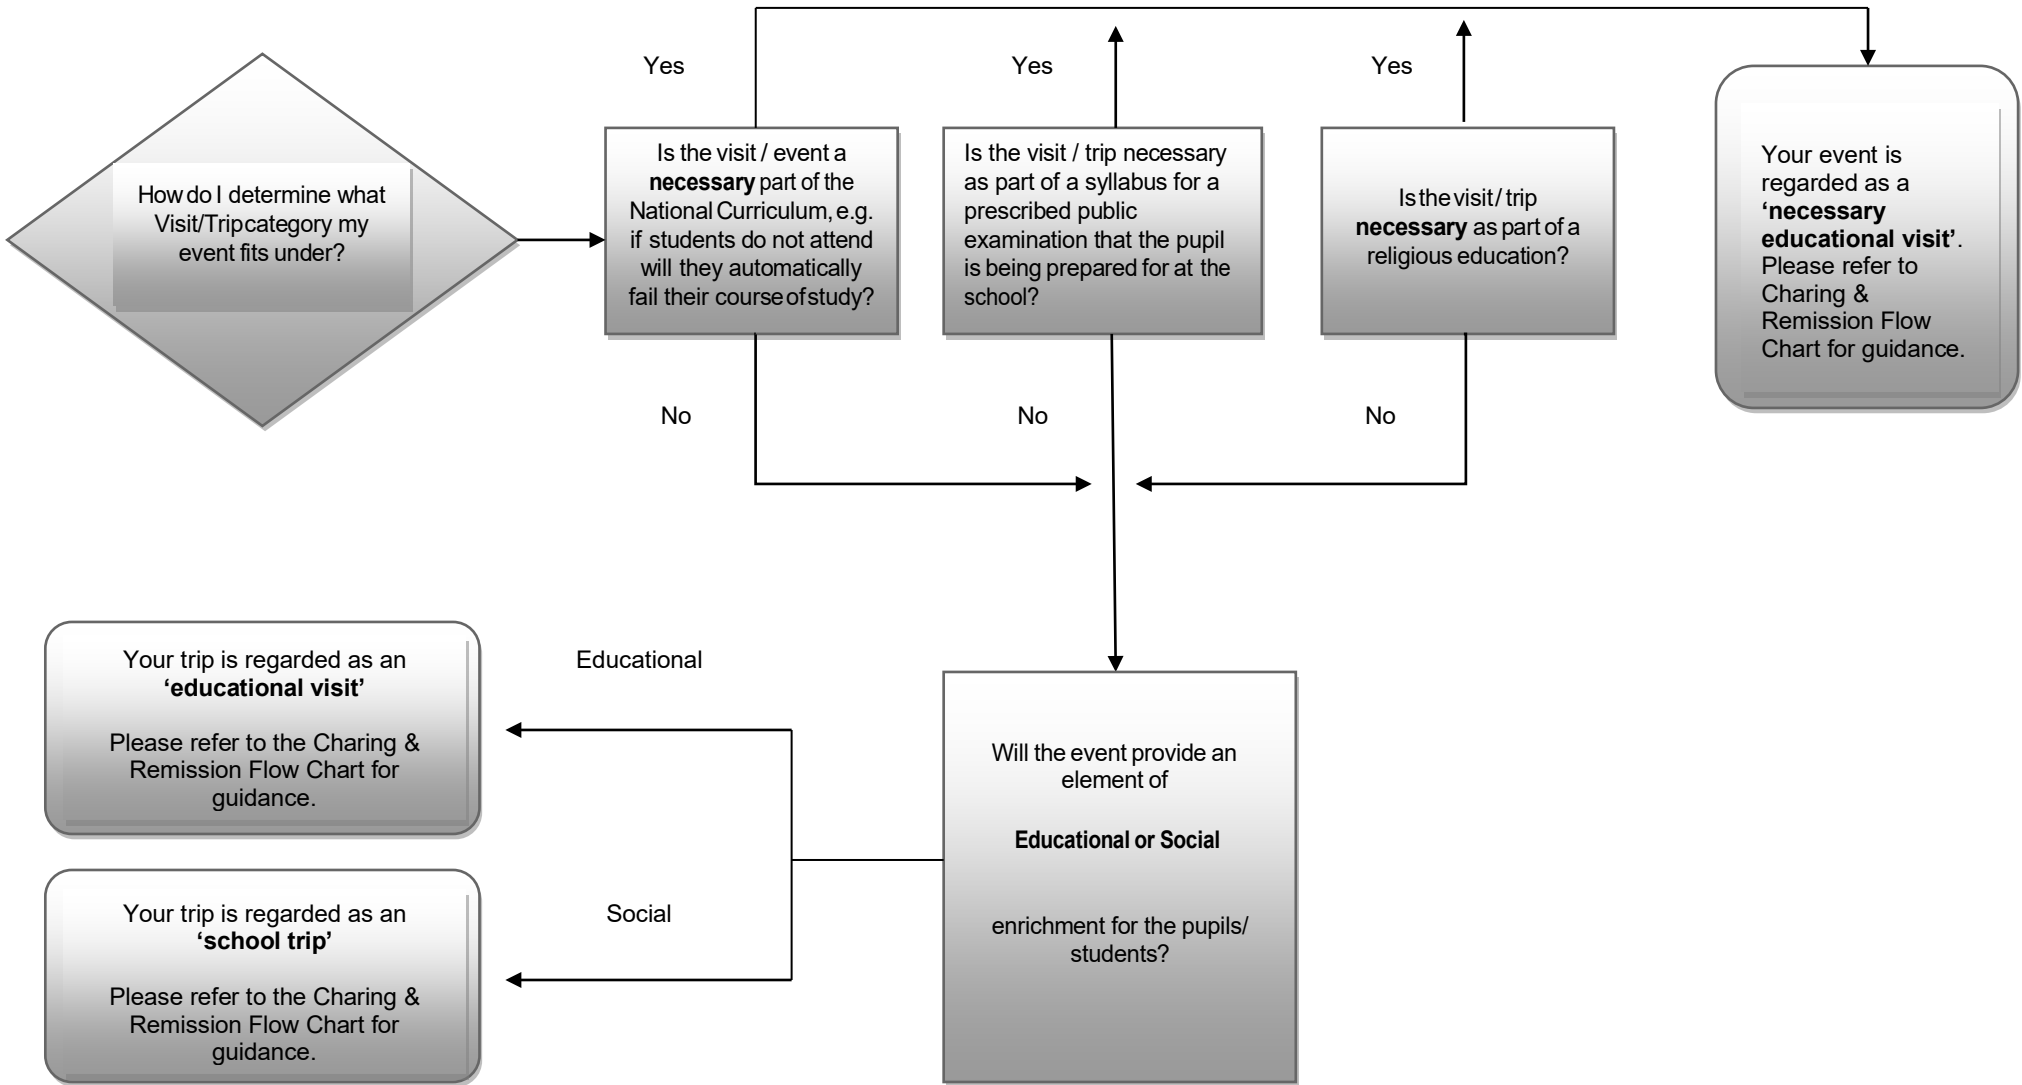 How do I determine what
Visit/Trip category my
event fits under?
Yes
Yes
Yes
Is the visit / event a
necessary part of the
National Curriculum, e.g.
if students do not attend
will they automatically
fail their course of study?
Is the visit / trip necessary
as part of a syllabus for a
prescribed public
examination that the pupil
is being prepared for at the
school?
Is the visit / trip
necessary as part of a
religious education?
Your event is
regarded as a
‘necessary
educational visit’.
Please refer to
Charing &
Remission Flow
Chart for guidance.
No
No
No
Your trip is regarded as an
‘educational visit’
Please refer to the Charing &
Remission Flow Chart for
guidance.
Educational
Will the event provide an
element of
Educational or Social
enrichment for the pupils/
students?
Your trip is regarded as an
‘school trip’
Please refer to the Charing &
Remission Flow Chart for
guidance.
Social